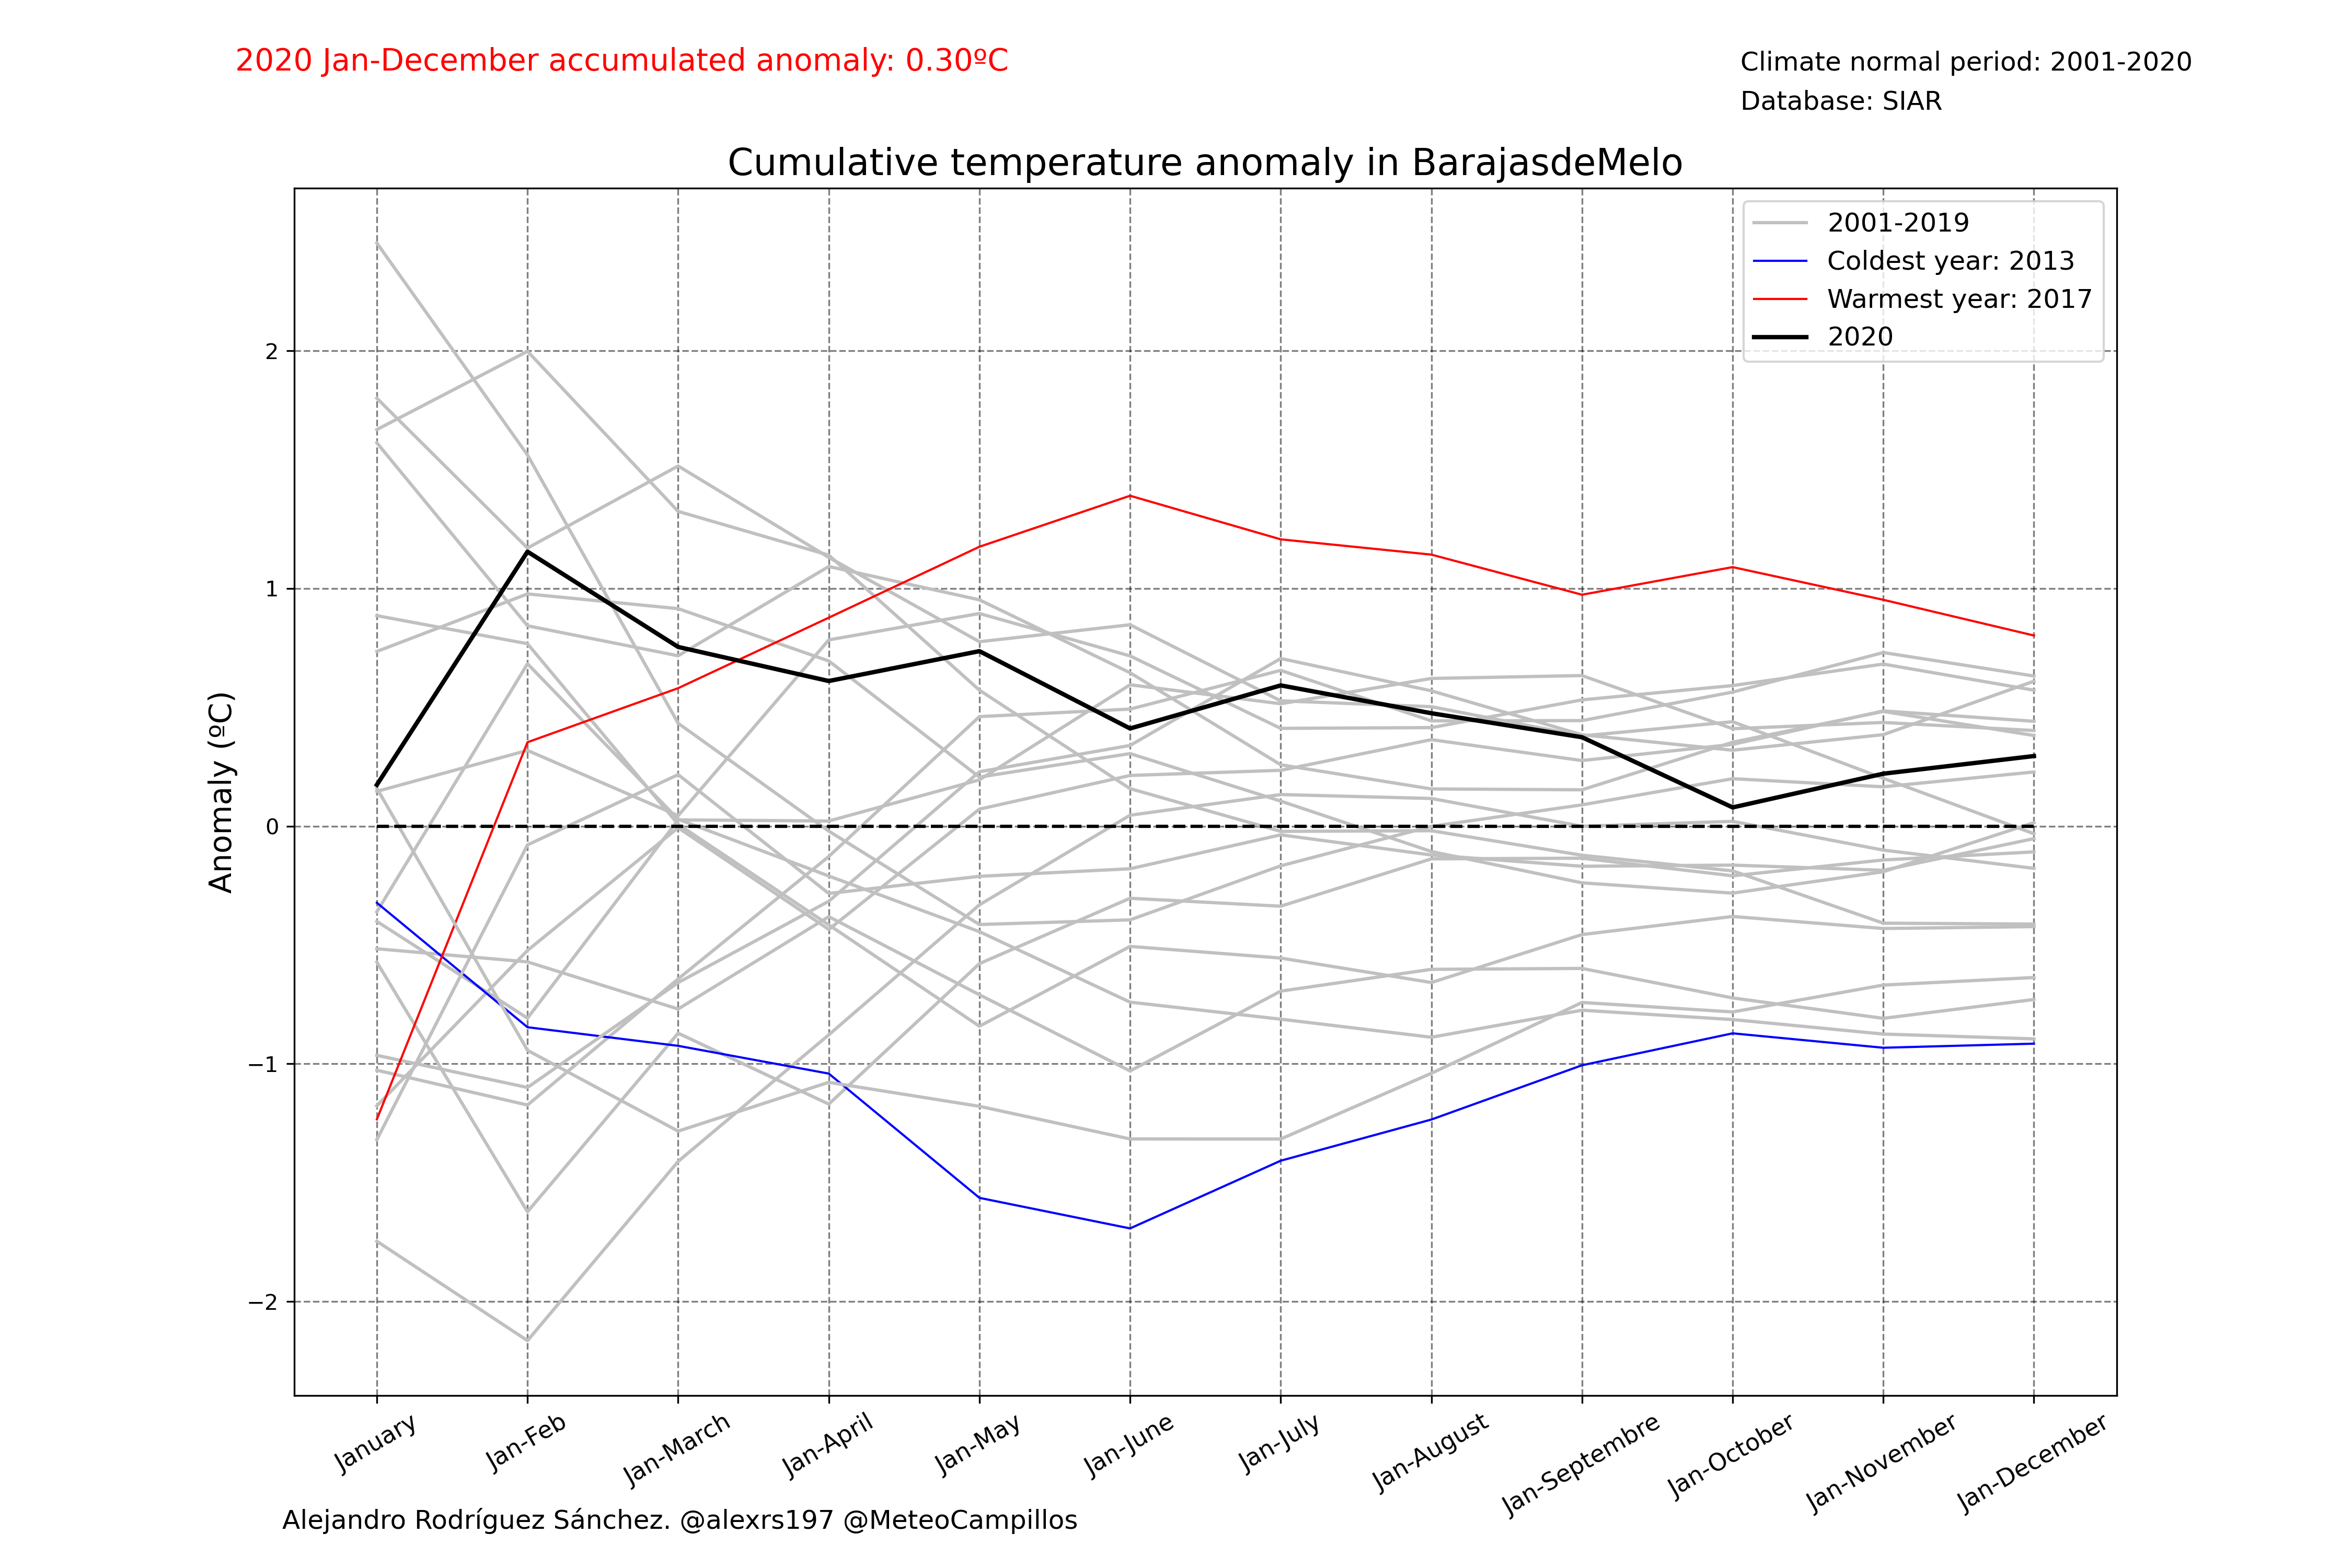 2020 Jan-December accumulated anomaly: 0.30ºC
Climate normal period: 2001-2020
Database: SIAR
Cumulative temperature anomaly in BarajasdeMelo
2001-2019
Coldest year: 2013
Warmest year: 2017
2020
Anomaly (ºC)
2
1
0
−1
−2
January
Jan-Feb
Jan-March
Jan-April
Jan-May
Jan-June
Jan-July
Jan-August
Jan-Septembre
Jan-October
Jan-November
Jan-December
Alejandro Rodríguez Sánchez. @alexrs197 @MeteoCampillos